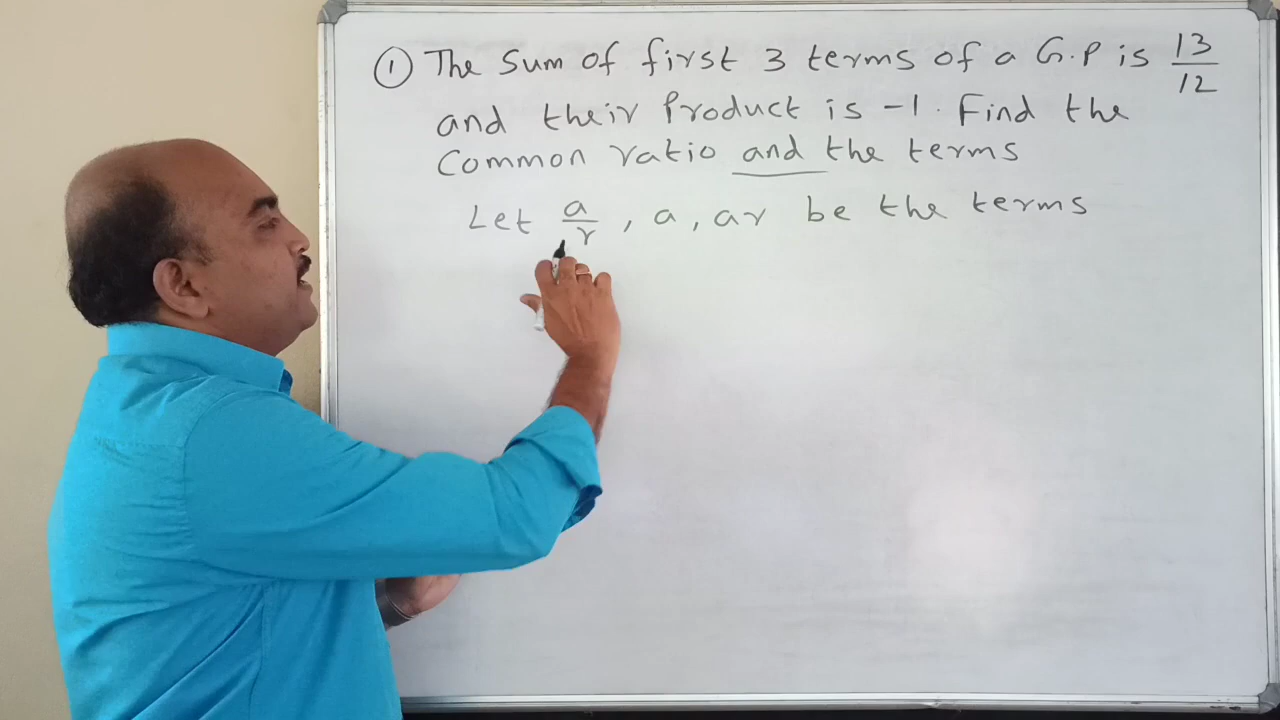 ① The Sum of first 3 terms of a G.P is 13/12
and their Product is -1. Find the
Common ratio and the terms
Let a/r, a, ar be the terms